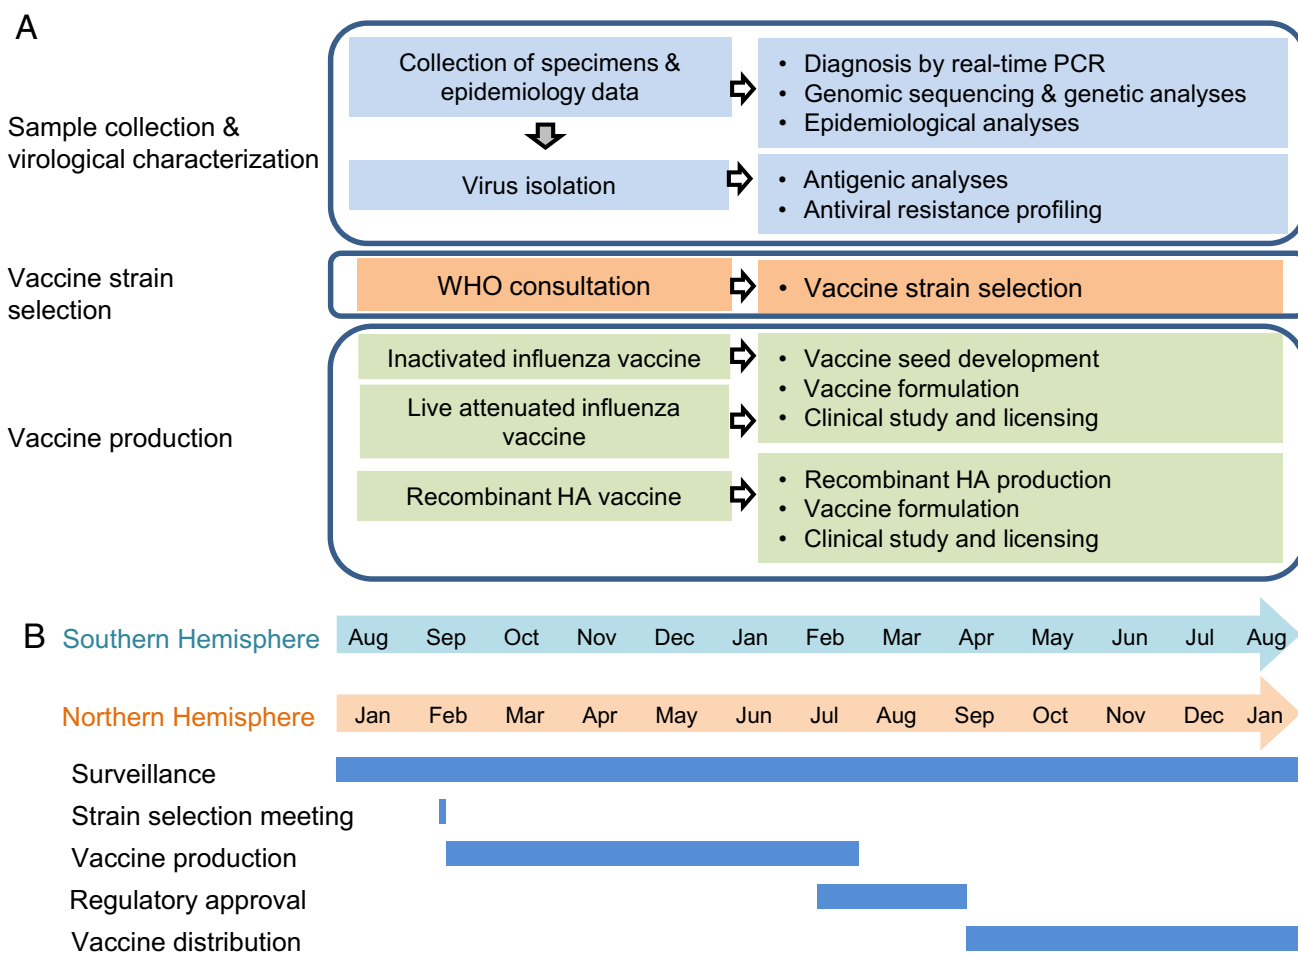 A
Sample collection &
virological characterization
Collection of specimens &
epidemiology data
• Diagnosis by real-time PCR
• Genomic sequencing & genetic analyses
• Epidemiological analyses
Virus isolation
• Antigenic analyses
• Antiviral resistance profiling
Vaccine strain
selection
WHO consultation
• Vaccine strain selection
Vaccine production
Inactivated influenza vaccine
Live attenuated influenza
vaccine
• Vaccine seed development
• Vaccine formulation
• Clinical study and licensing
Recombinant HA vaccine
• Recombinant HA production
• Vaccine formulation
• Clinical study and licensing
B
Southern Hemisphere Aug Sep Oct Nov Dec Jan Feb Mar Apr May Jun Jul Aug
Northern Hemisphere Jan Feb Mar Apr May Jun Jul Aug Sep Oct Nov Dec Jan
Surveillance
Strain selection meeting
Vaccine production
Regulatory approval
Vaccine distribution